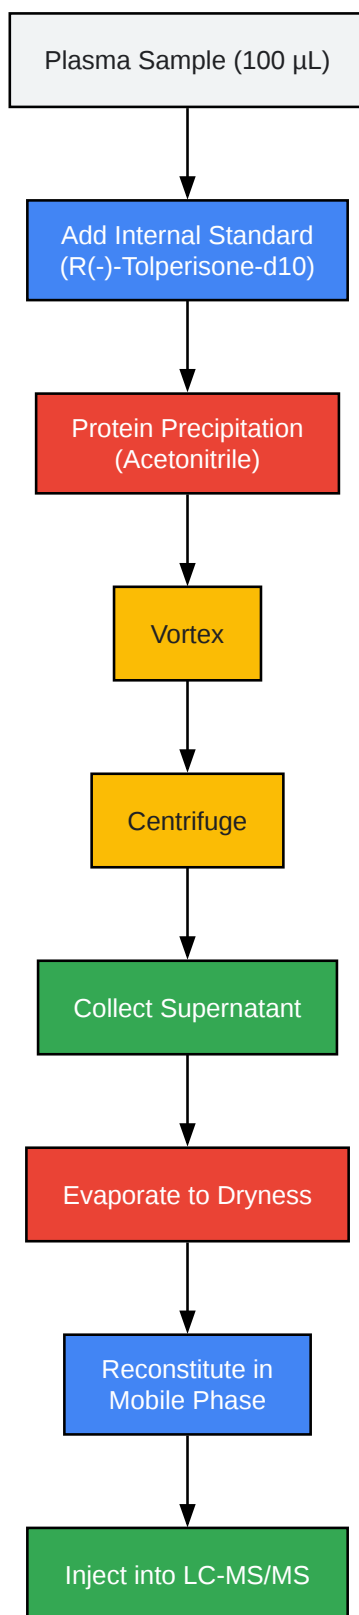 Plasma Sample (100 µL)
Add Internal Standard
(R(-)-Tolperisone-d10)
Protein Precipitation
(Acetonitrile)
Vortex
Centrifuge
Collect Supernatant
Evaporate to Dryness
Reconstitute in
Mobile Phase
Inject into LC-MS/MS